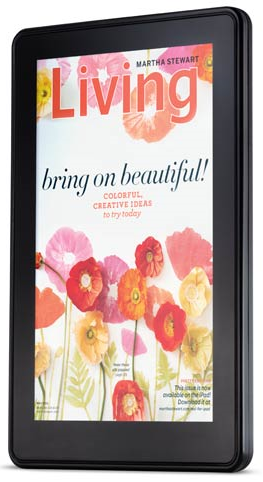 MARTHA STEWART
Living
bring on beautiful!
COLORFUL,
CREATIVE IDEAS
to try today
This issue is now
available on the iPad!
Download it at